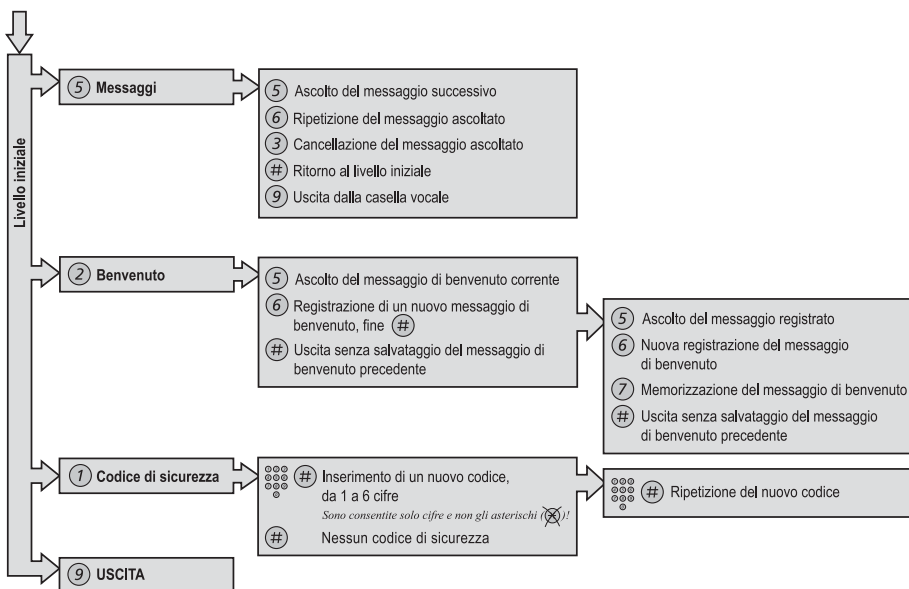 Livello iniziale
5 Messaggi
5 Ascolto del messaggio successivo
6 Ripetizione del messaggio ascoltato
3 Cancellazione del messaggio ascoltato
# Ritorno al livello iniziale
9 Uscita dalla casella vocale
2 Benvenuto
5 Ascolto del messaggio di benvenuto corrente
6 Registrazione di un nuovo messaggio di
benvenuto, fine #
# Uscita senza salvataggio del messaggio di
benvenuto precedente
5 Ascolto del messaggio registrato
6 Nuova registrazione del messaggio
di benvenuto
7 Memorizzazione del messaggio di benvenuto
# Uscita senza salvataggio del messaggio
di benvenuto precedente
1 Codice di sicurezza
# Inserimento di un nuovo codice,
da 1 a 6 cifre
Sono consentite solo cifre e non gli asterischi (*)!
# Nessun codice di sicurezza
# Ripetizione del nuovo codice
9 USCITA